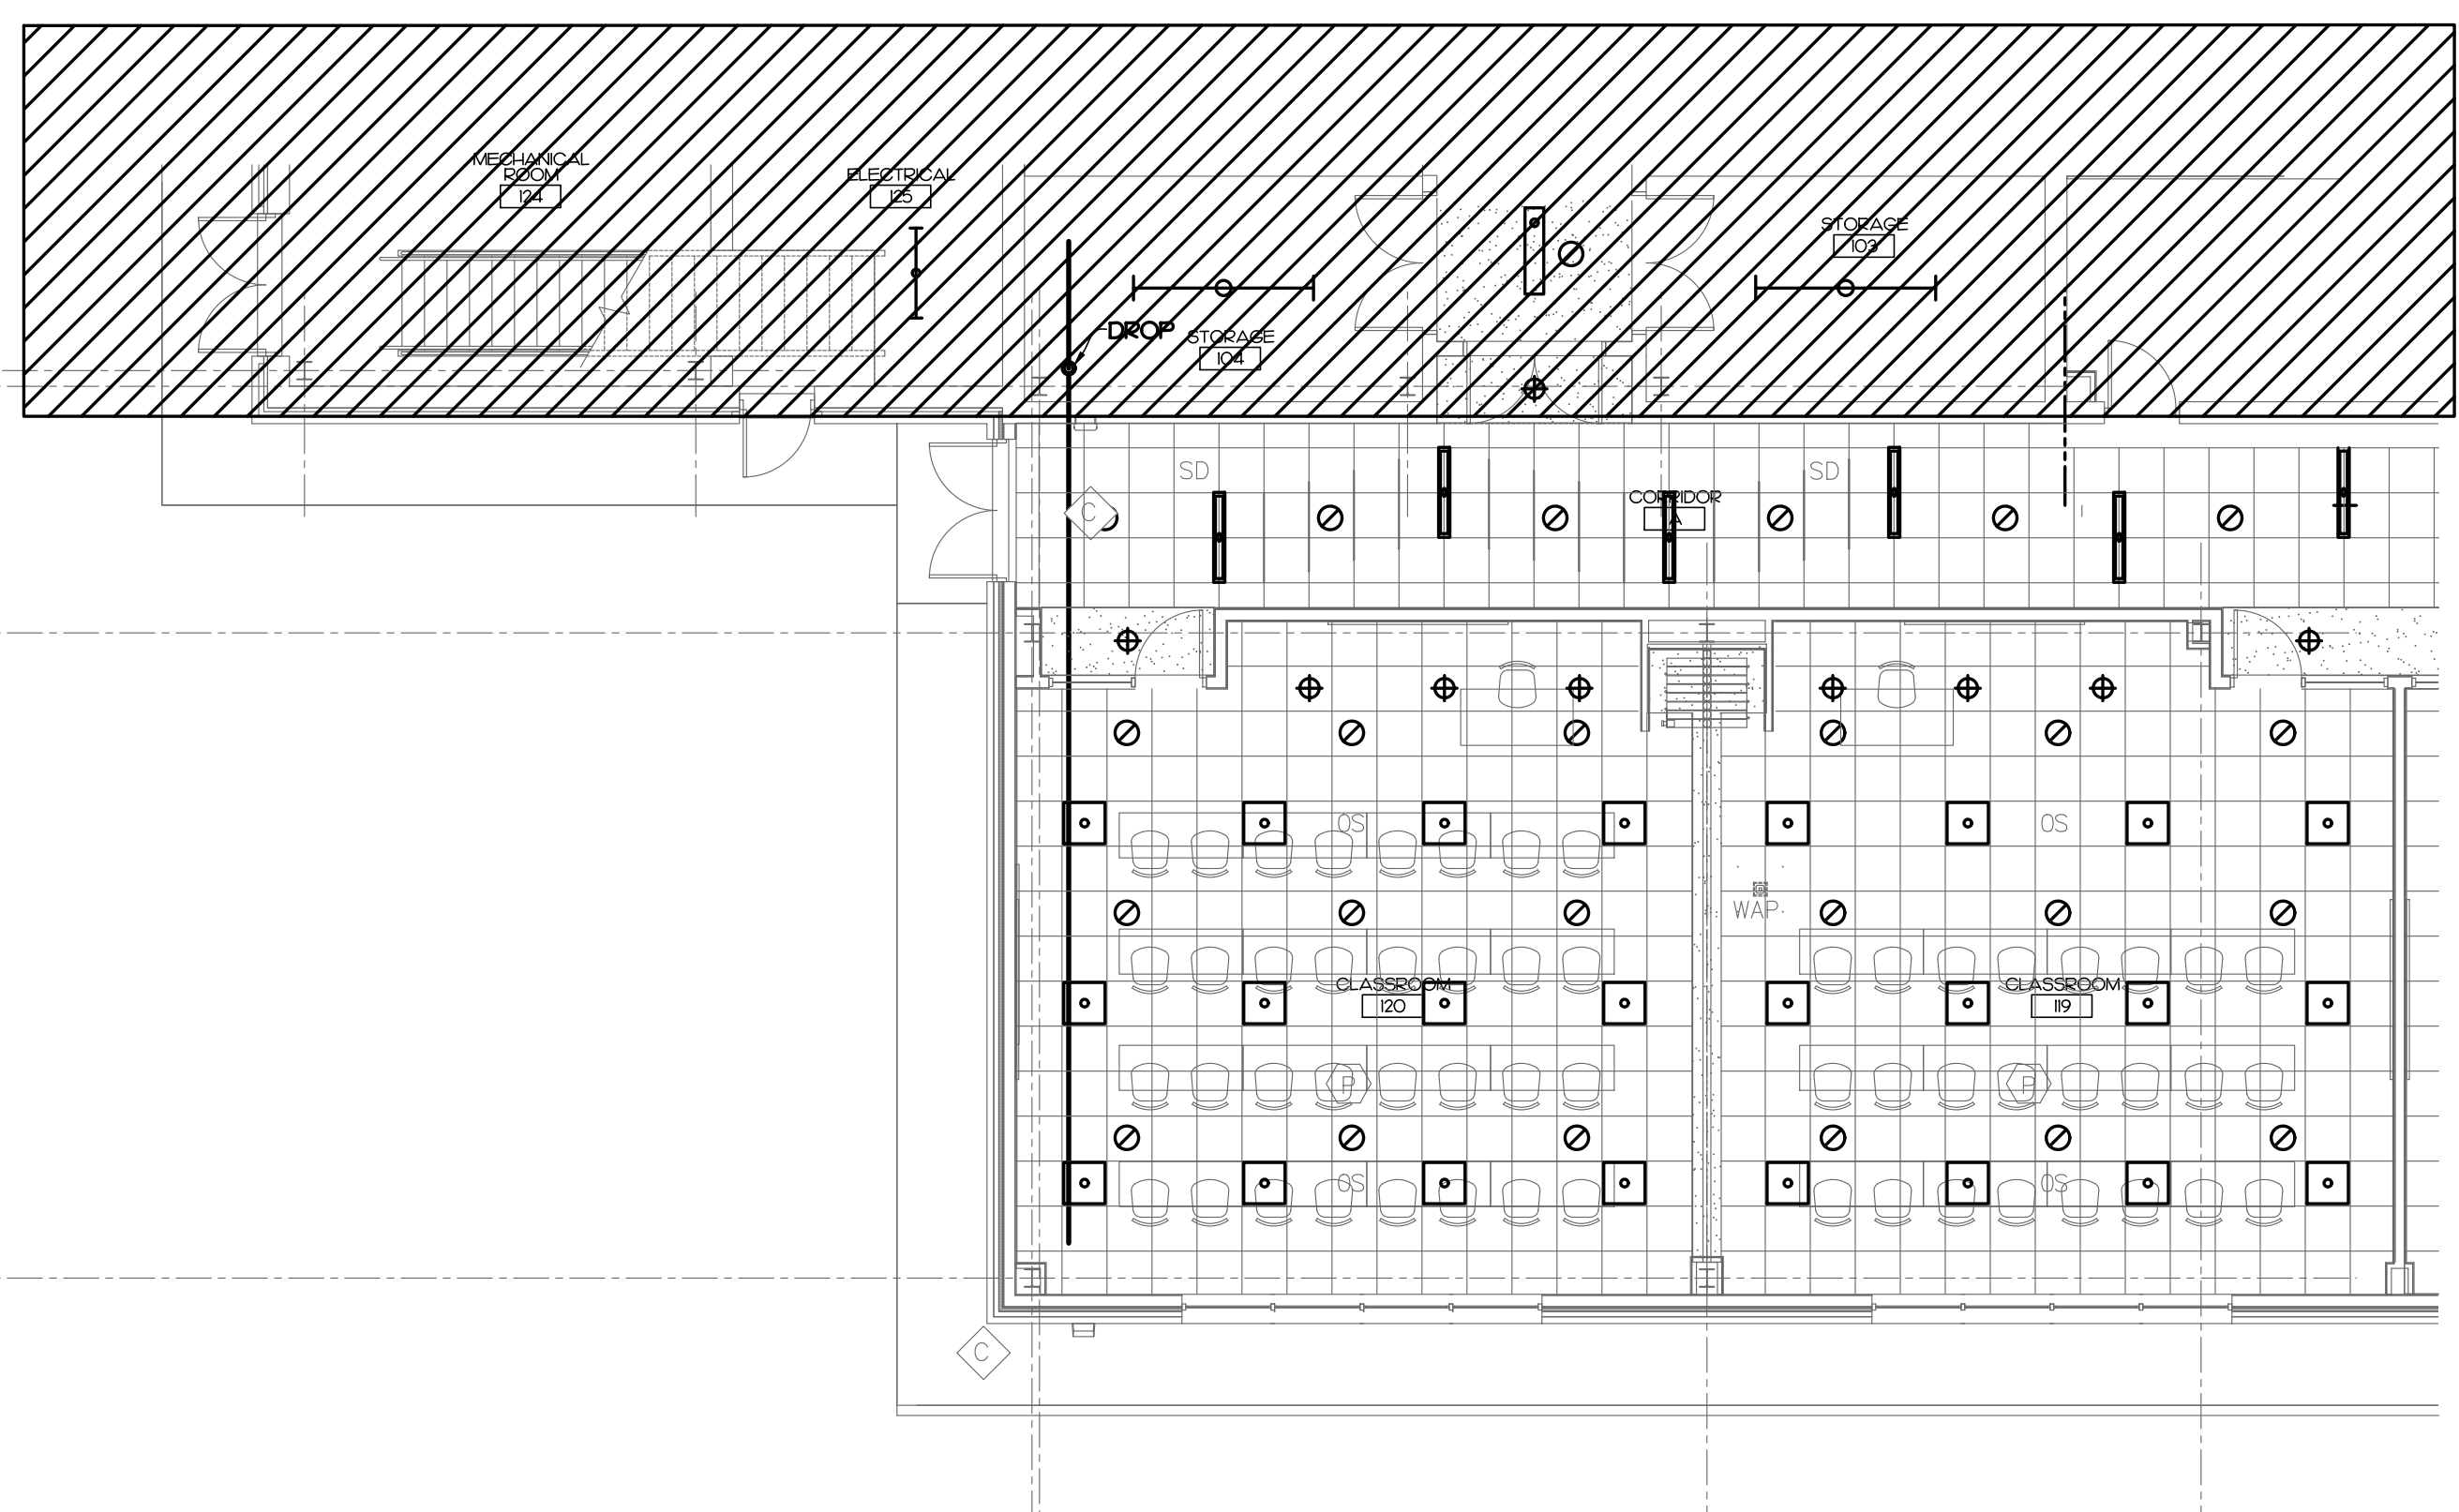 MECHANICAL
ROOM
124
ELECTRICAL
125
STORAGE
103
DROP
STORAGE
104
SD
SD
C
CORRIDOR
A
OS
OS
WAP
CLASSROOM
120
CLASSROOM
119
P
P
OS
OS
C